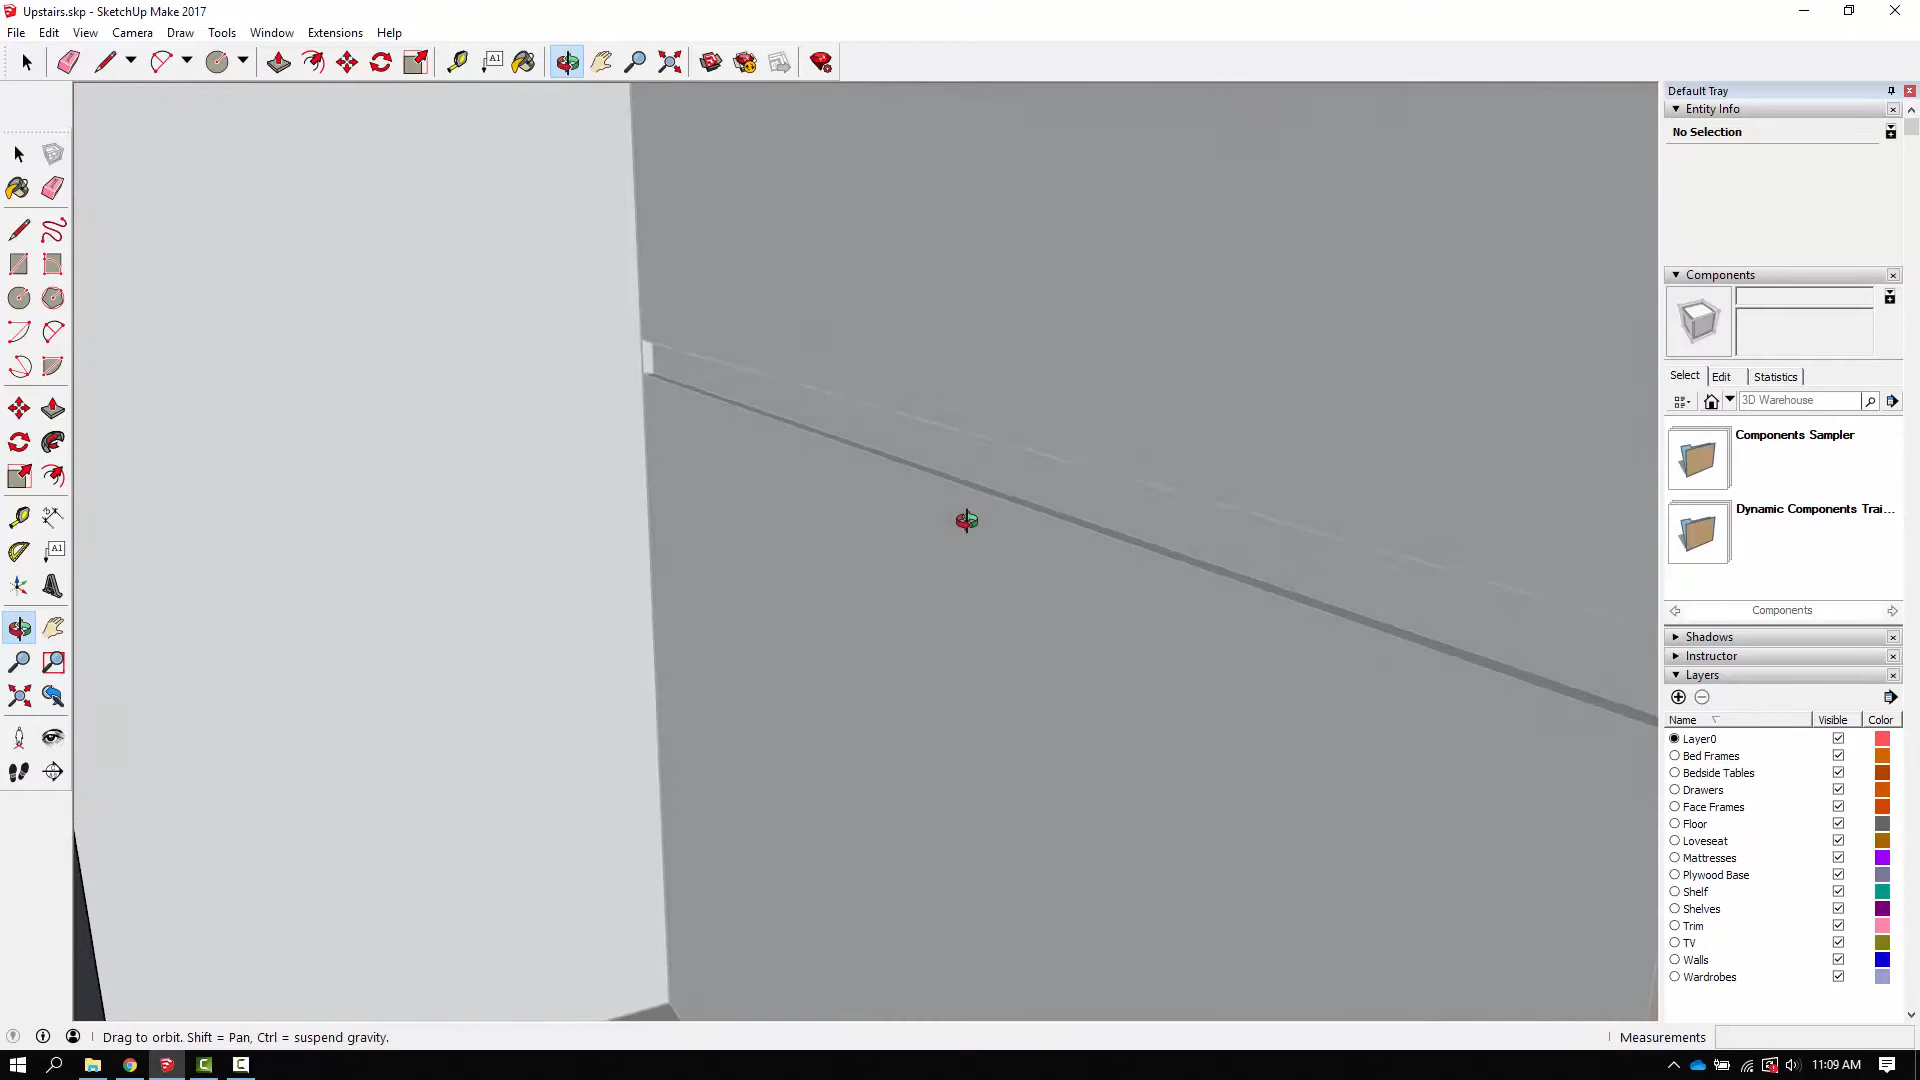 Upstairs.skp - SketchUp Make 2017
File Edit View Camera Draw Tools Window Extensions Help
A1
Default Tray
Entity Info
No Selection
Components
Select Edit Statistics
3D Warehouse
Components Sampler
Dynamic Components Trai...
A1
Components
Shadows
Instructor
Layers
Name Visible Color
Layer0
Bed Frames
Bedside Tables
Drawers
Face Frames
Floor
Loveseat
Mattresses
Plywood Base
Shelf
Shelves
Trim
TV
Walls
Wardrobes
Drag to orbit. Shift = Pan, Ctrl = suspend gravity.
Measurements
11:09 AM